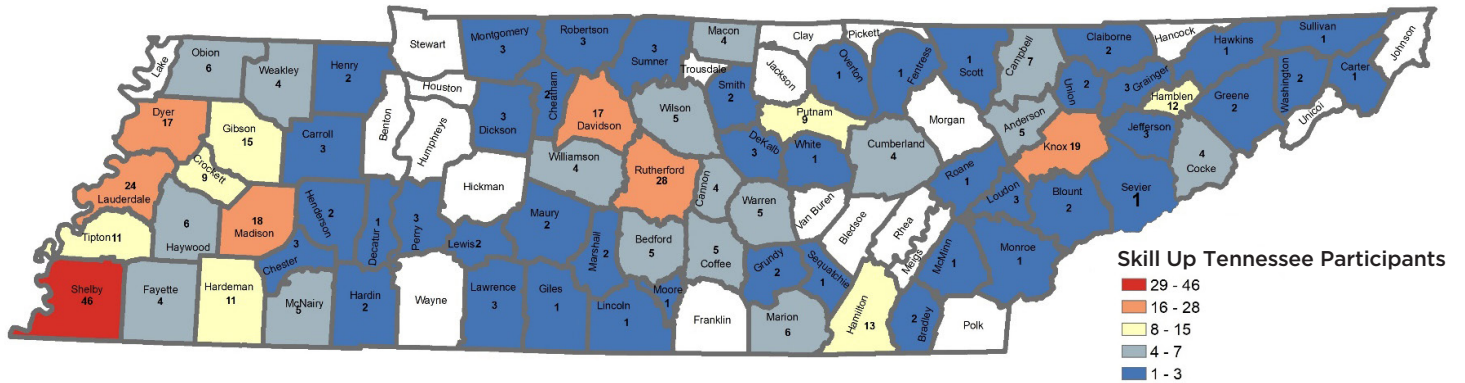 Stewart
Montgomery
3
Robertson
3
3
Sumner
Macon
4
Clay
Pickett
Claiborne
2
Hancock
Hawkins
1
Sullivan
1
Johnson
Lake
Obion
6
Weakley
4
Henry
2
Houston
Cheatham
2
Trousdale
Smith
2
Jackson
Overton
1
Fentress
1
1
Scott
Campbell
7
Union
2
3 Grainger
Hamblen
12
Greene
2
Washington
2
Carter
1
Unicoi
Dyer
17
Gibson
15
Carroll
3
Benton
Humphreys
3
Dickson
17
Davidson
Wilson
5
DeKalb
3
Putnam
9
White
1
Cumberland
4
Morgan
Anderson
5
Knox 19
Jefferson
3
4
Cocke
Crockett
9
24
Lauderdale
18
Madison
Henderson
2
Decatur
1
Perry
3
Hickman
Williamson
4
Rutherford
28
Cannon
4
Warren
5
Van Buren
Bledsoe
Rhea
Meigs
Roane
1
Loudon
3
Blount
2
Sevier
1
Tipton 11
6
Haywood
3
Chester
Lewis 2
Maury
2
Marshall
2
Bedford
5
5
Coffee
Grundy
2
Sequatchie
1
McMinn
1
Monroe
1
Shelby
46
Fayette
4
Hardeman
11
McNairy
5
Hardin
2
Wayne
Lawrence
3
Giles
1
Lincoln
1
Moore
1
Franklin
Marion
6
Hamilton
13
2
Bradley
Polk
Skill Up Tennessee Participants
29 - 46
16 - 28
8 - 15
4 - 7
1 - 3